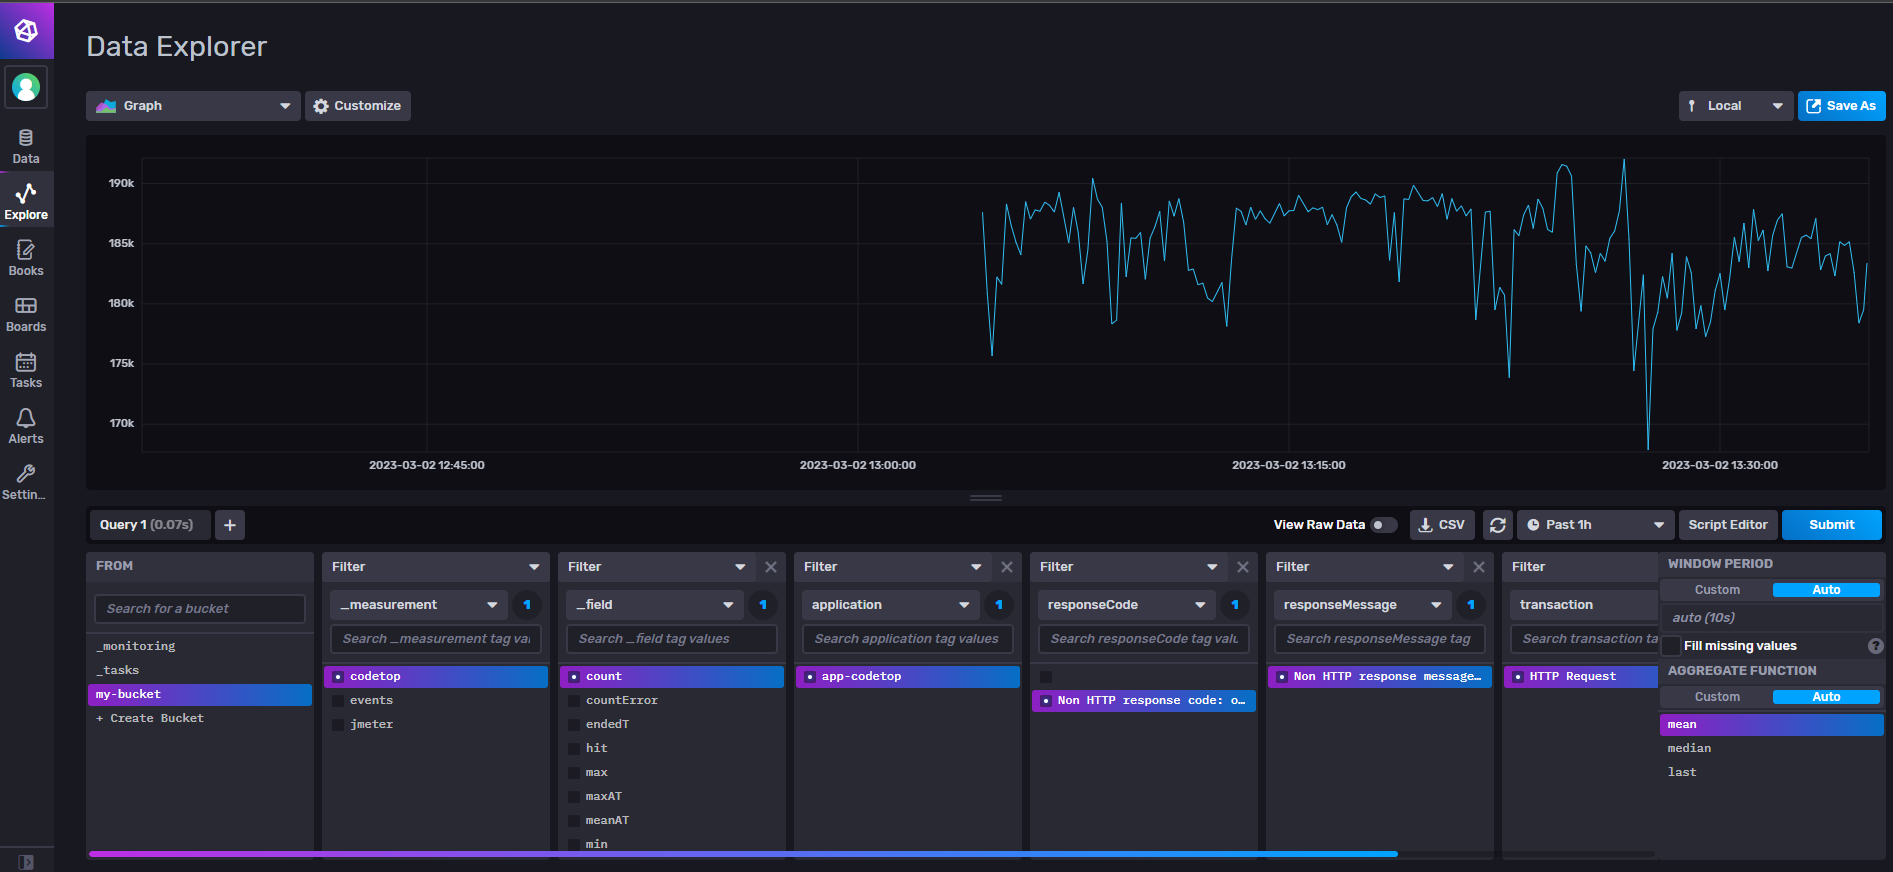 Data Explorer
Graph
Customize
Local
Save As
Data
Explore
Books
Boards
Tasks
Alerts
Settin...
190k
185k
180k
175k
170k
2023-03-02 12:45:00
2023-03-02 13:00:00
2023-03-02 13:15:00
2023-03-02 13:30:00
Query 1 (0.07s)
+
View Raw Data
CSV
Past 1h
Script Editor
Submit
FROM
Search for a bucket
_monitoring
_tasks
my-bucket
+ Create Bucket
Filter
_measurement
1
Search _measurement tag val
codetop
events
jmeter
Filter
_field
1
Search _field tag values
count
countError
endedT
hit
max
maxAT
meanAT
min
Filter
application
1
Search application tag values
app-codetop
Filter
responseCode
1
Search responseCode tag valu
Non HTTP response code: o...
Filter
responseMessage
1
Search responseMessage tag
Non HTTP response message...
Filter
transaction
Search transaction ta
HTTP Request
WINDOW PERIOD
Custom
Auto
auto (10s)
Fill missing values
?
AGGREGATE FUNCTION
Custom
Auto
mean
median
last